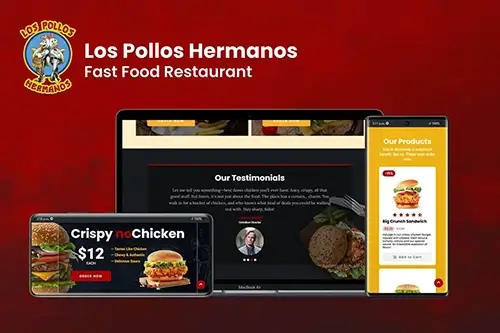 LOS POLLOS
HERMANOS
Los Pollos Hermanos
Fast Food Restaurant
Our Testimonials
Let me tell you something—best damn chicken you'll ever have. Juicy, crispy, all that
good stuff. But listen, it's not just about the food. The place has a certain... charm. You
walk in for a bucket of chicken, and who knows what kind of deals you could be walking
out with. Stay sharp, folks!
MacBook Air
Crispy noChicken
$12
EACH
Tastes Like Chicken
Chewy & Authentic
Delicious Sauce
ORDER NOW
Our Products
Big Crunch Sandwich
Add to Cart